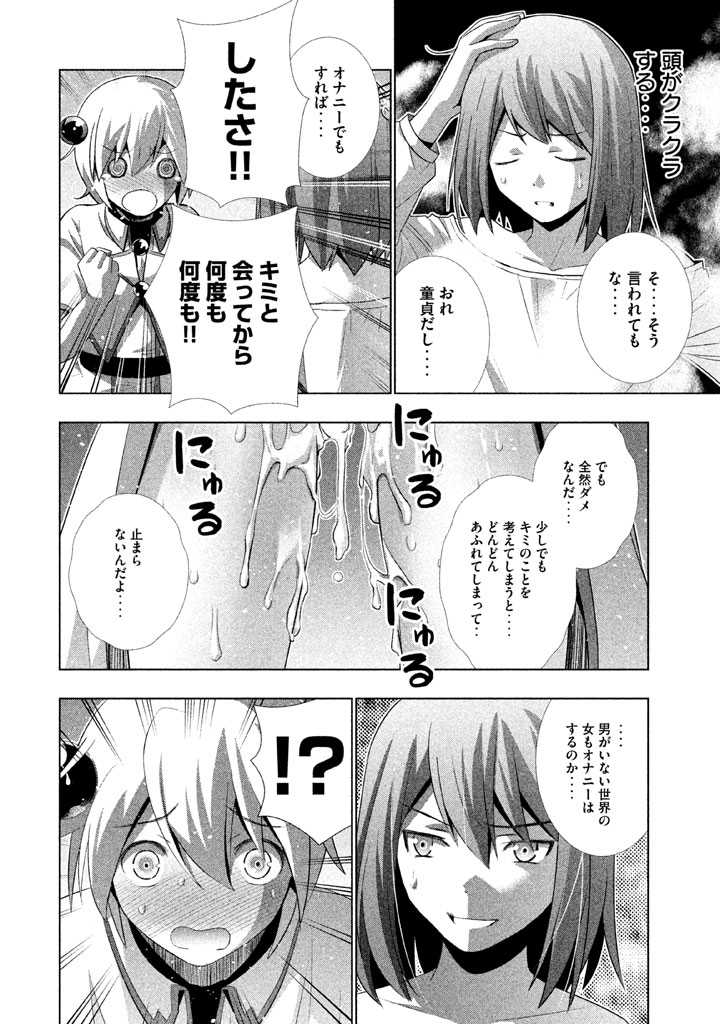 頭がクラクラ
する‥‥
そ‥‥そう
言われても
な‥‥
おれ
童貞だし‥‥
オナニーでも
すれば‥‥
したさ!!
キミと
会ってから
何度も
何度も!!
でも
全然ダメ
なんだ‥‥
少しでも
キミのことを
考えてしまうと‥‥
どんどん
あふれてしまって‥‥
にゅる
にゅる
にゅる
止まら
ないんだよ‥‥
‥‥
男がいない世界の
女もオナニーは
するのか‥‥
!?